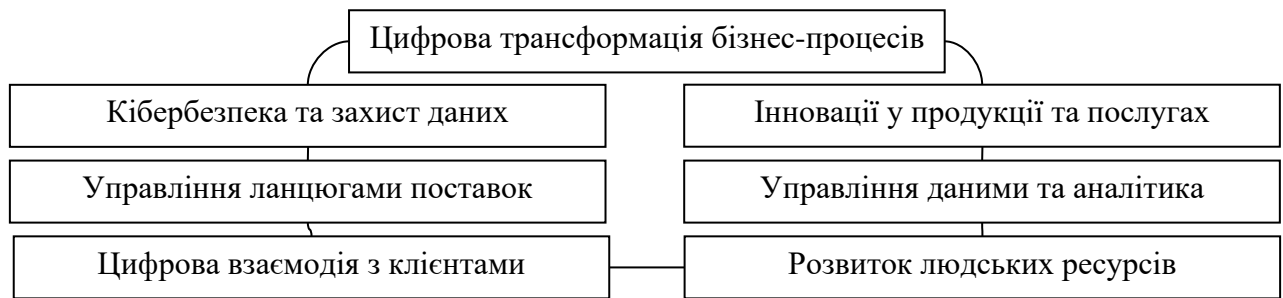 Цифрова трансформація бізнес-процесів
Кібербезпека та захист даних
Інновації у продукції та послугах
Управління ланцюгами поставок
Управління даними та аналітика
Цифрова взаємодія з клієнтами
Розвиток людських ресурсів